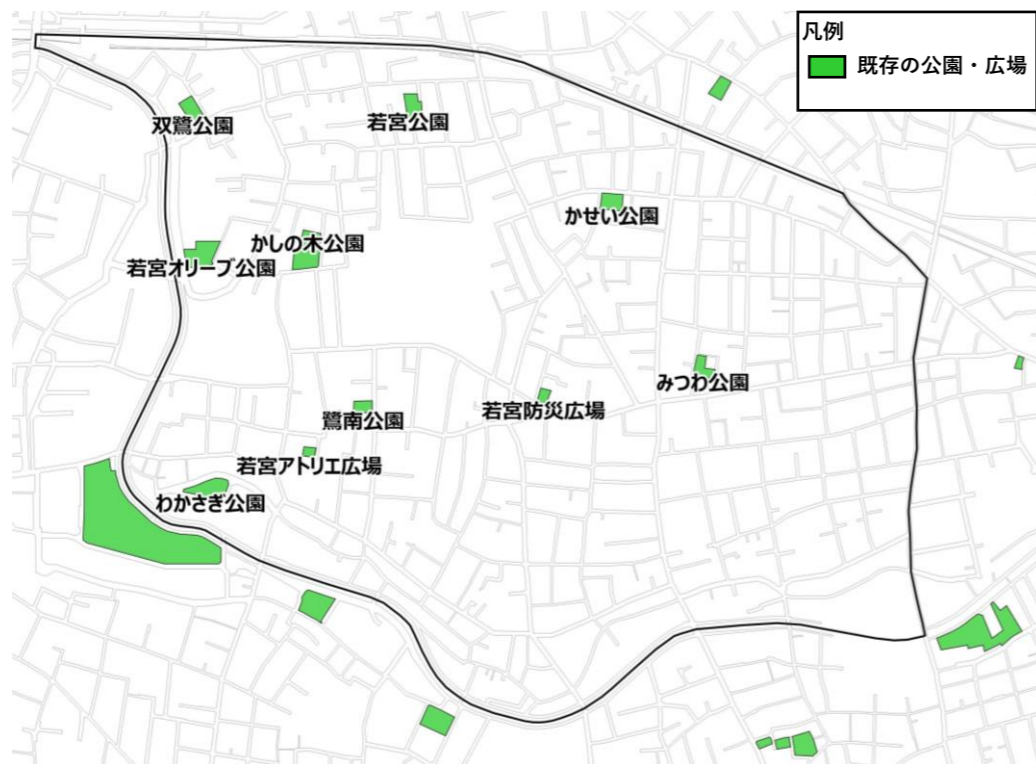 凡例
既存の公園・広場
双鷺公園
若宮公園
かせい公園
かしの木公園
若宮オリーブ公園
みつわ公園
若宮防災広場
鷺南公園
若宮アトリエ広場
わかさぎ公園